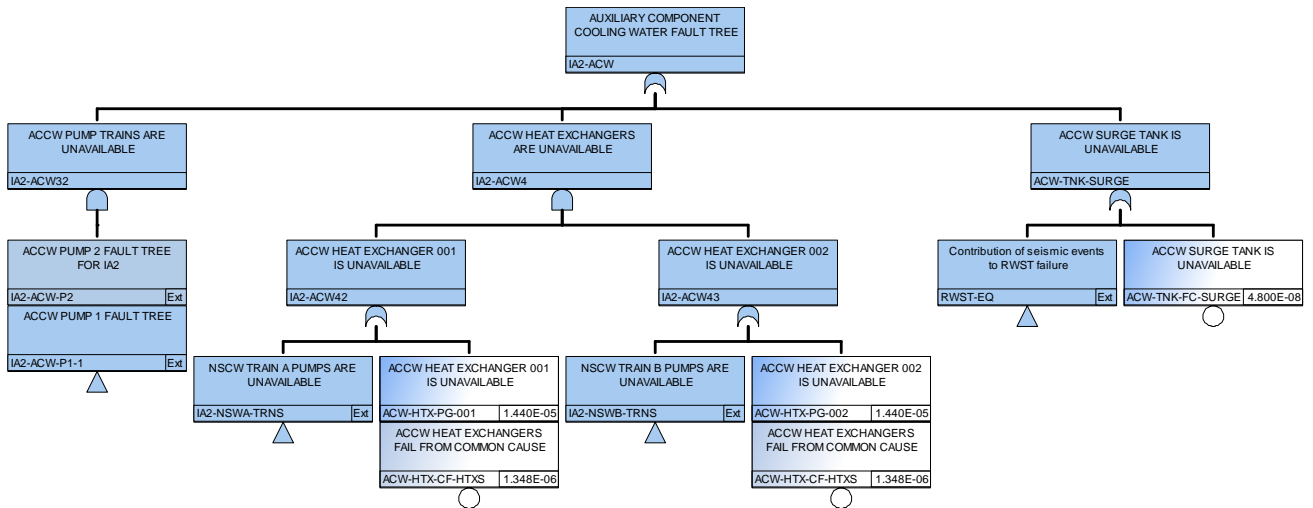 AUXILIARY COMPONENT
COOLING WATER FAULT TREE
IA2-ACW
ACCW PUMP TRAINS ARE
UNAVAILABLE
IA2-ACW32
ACCW HEAT EXCHANGERS
ARE UNAVAILABLE
IA2-ACW4
ACCW SURGE TANK IS
UNAVAILABLE
ACW-TNK-SURGE
ACCW PUMP 2 FAULT TREE
FOR IA2
IA2-ACW-P2 Ext
ACCW PUMP 1 FAULT TREE
IA2-ACW-P1-1 Ext
ACCW HEAT EXCHANGER 001
IS UNAVAILABLE
IA2-ACW42
ACCW HEAT EXCHANGER 002
IS UNAVAILABLE
IA2-ACW43
Contribution of seismic events
to RWST failure
RWST-EQ Ext
ACCW SURGE TANK IS
UNAVAILABLE
ACW-TNK-FC-SURGE 4.800E-08
NSCW TRAIN A PUMPS ARE
UNAVAILABLE
IA2-NSWA-TRNS Ext
ACCW HEAT EXCHANGER 001
IS UNAVAILABLE
ACW-HTX-PG-001 1.440E-05
ACCW HEAT EXCHANGERS
FAIL FROM COMMON CAUSE
ACW-HTX-CF-HTXS 1.348E-06
NSCW TRAIN B PUMPS ARE
UNAVAILABLE
IA2-NSWB-TRNS Ext
ACCW HEAT EXCHANGER 002
IS UNAVAILABLE
ACW-HTX-PG-002 1.440E-05
ACCW HEAT EXCHANGERS
FAIL FROM COMMON CAUSE
ACW-HTX-CF-HTXS 1.348E-06